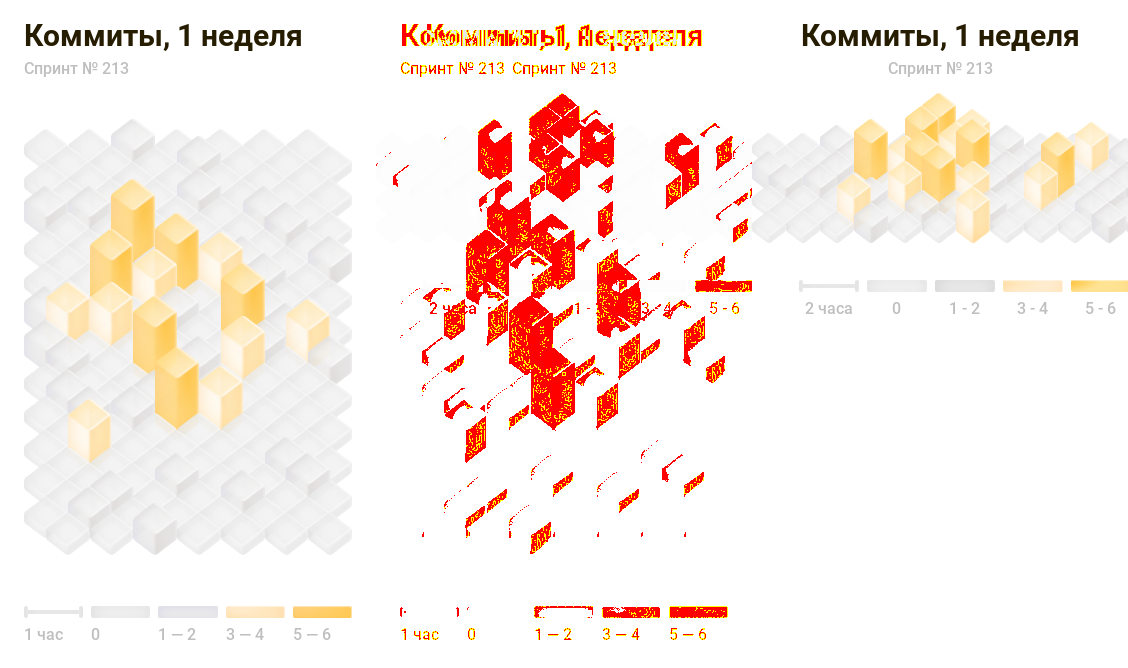 Коммиты, 1 неделя
Спринт № 213
1 час 0 1 — 2 3 — 4 5 — 6
Спринт № 213 Спринт № 213
2 часа 1 - 3 - 4 5 - 6
1 час 0 1 — 2 3 — 4 5 — 6
Коммиты, 1 неделя
Спринт № 213
2 часа 0 1 - 2 3 - 4 5 - 6